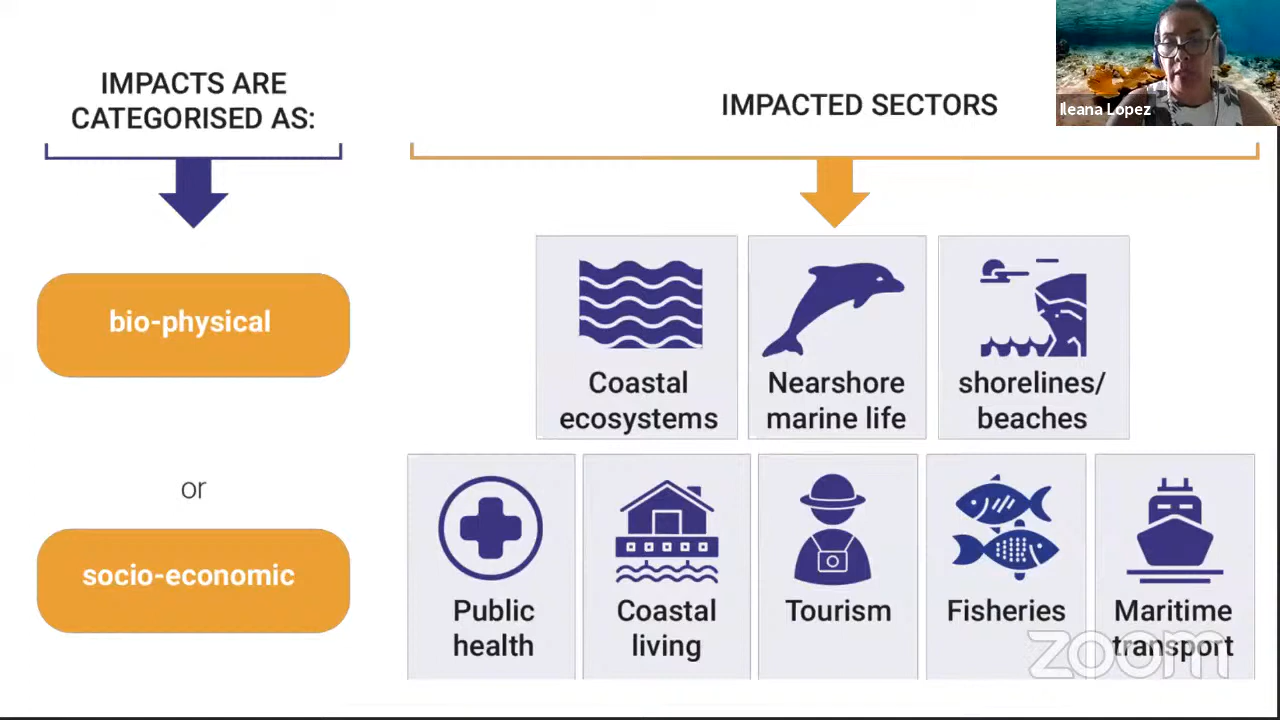 IMPACTS ARE
CATEGORISED AS:
IMPACTED SECTORS
Ileana Lopez
bio-physical
or
socio-economic
Coastal
ecosystems
Nearshore
marine life
shorelines/
beaches
Public
health
Coastal
living
Tourism
Fisheries
Maritime
transport
zoom